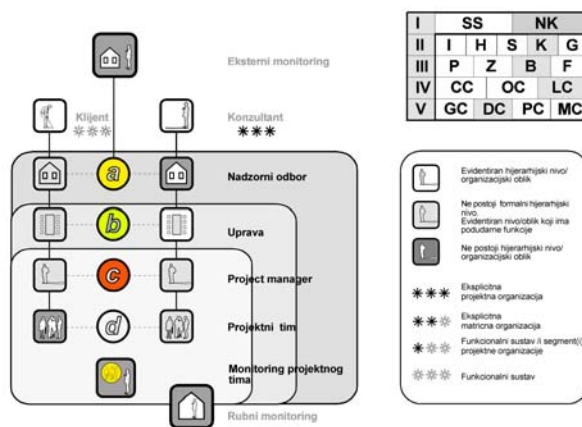 Eksterni monitoring
Klijent
Konzultant
a
Nadzorni odbor
b
Uprava
c
Project manager
d
Projektni tim
Monitoring projektnog
tima
Rubni monitoring
I SS NK
II I H S K G
III P Z B F
IV CC OC LC
V GC DC PC MC
Evidentiran hijerarhijski nivo/
organizacijski oblik
Ne postoji formalni hijerarhijski
nivo.
Evidentiran nivo/oblik koji ima
podudarne funkcije
Ne postoji hijerarhijski nivo/
organizacijski oblik
Eksplicitna
projektna organizacija
Eksplicitna
matricna organizacija
Funkcionalni sustav /i segment(i)
projektne organizacije
Funkcionalni sustav